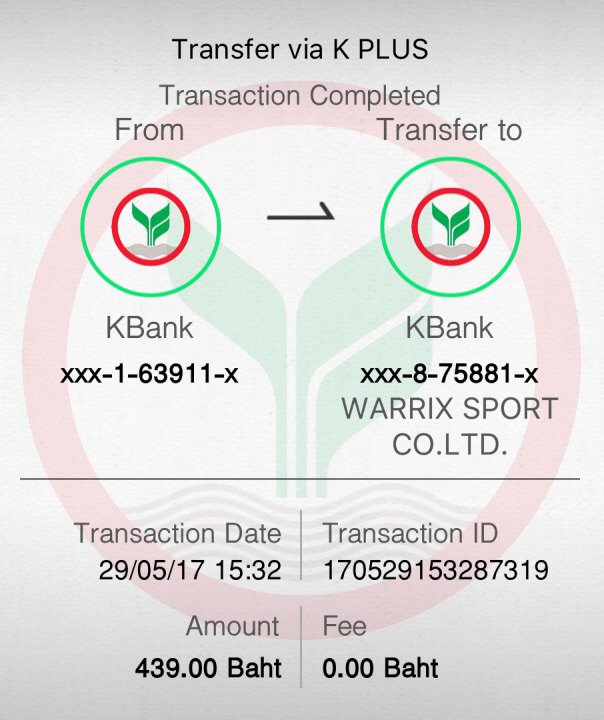 Transfer via K PLUS
Transaction Completed
From
Transfer to
KBank
KBank
xxx-1-63911-x
xxx-8-75881-x
WARRIX SPORT
CO.LTD.
Transaction Date
Transaction ID
29/05/17 15:32
170529153287319
Amount
Fee
439.00 Baht
0.00 Baht